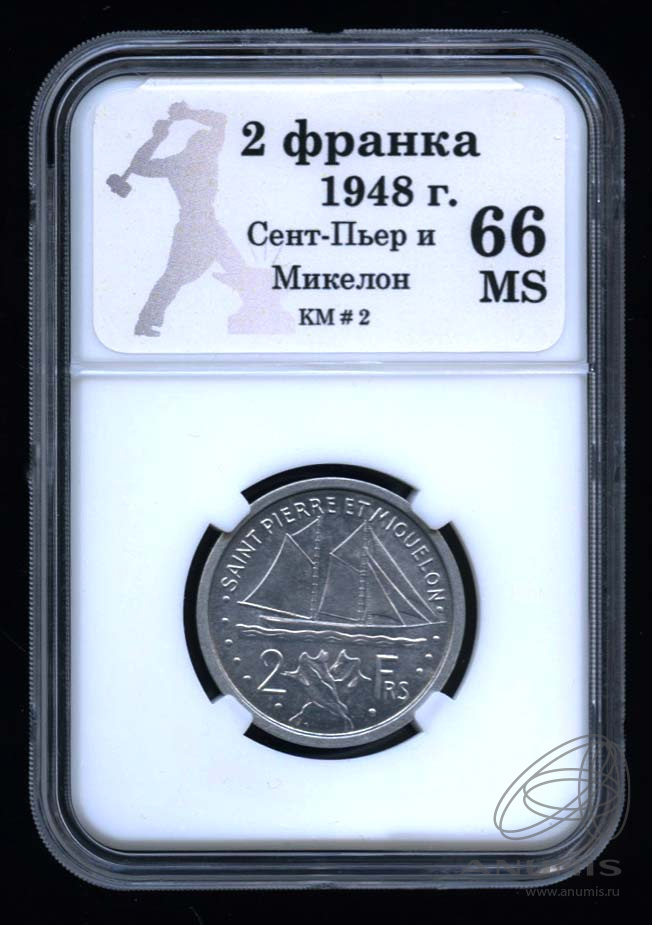 2 франка
1948 г.
Сент-Пьер и
Микелон
KM # 2
66
MS
SAINT PIERRE ET MIQUELON
2 FRS
ANUMIS
www.anumis.ru